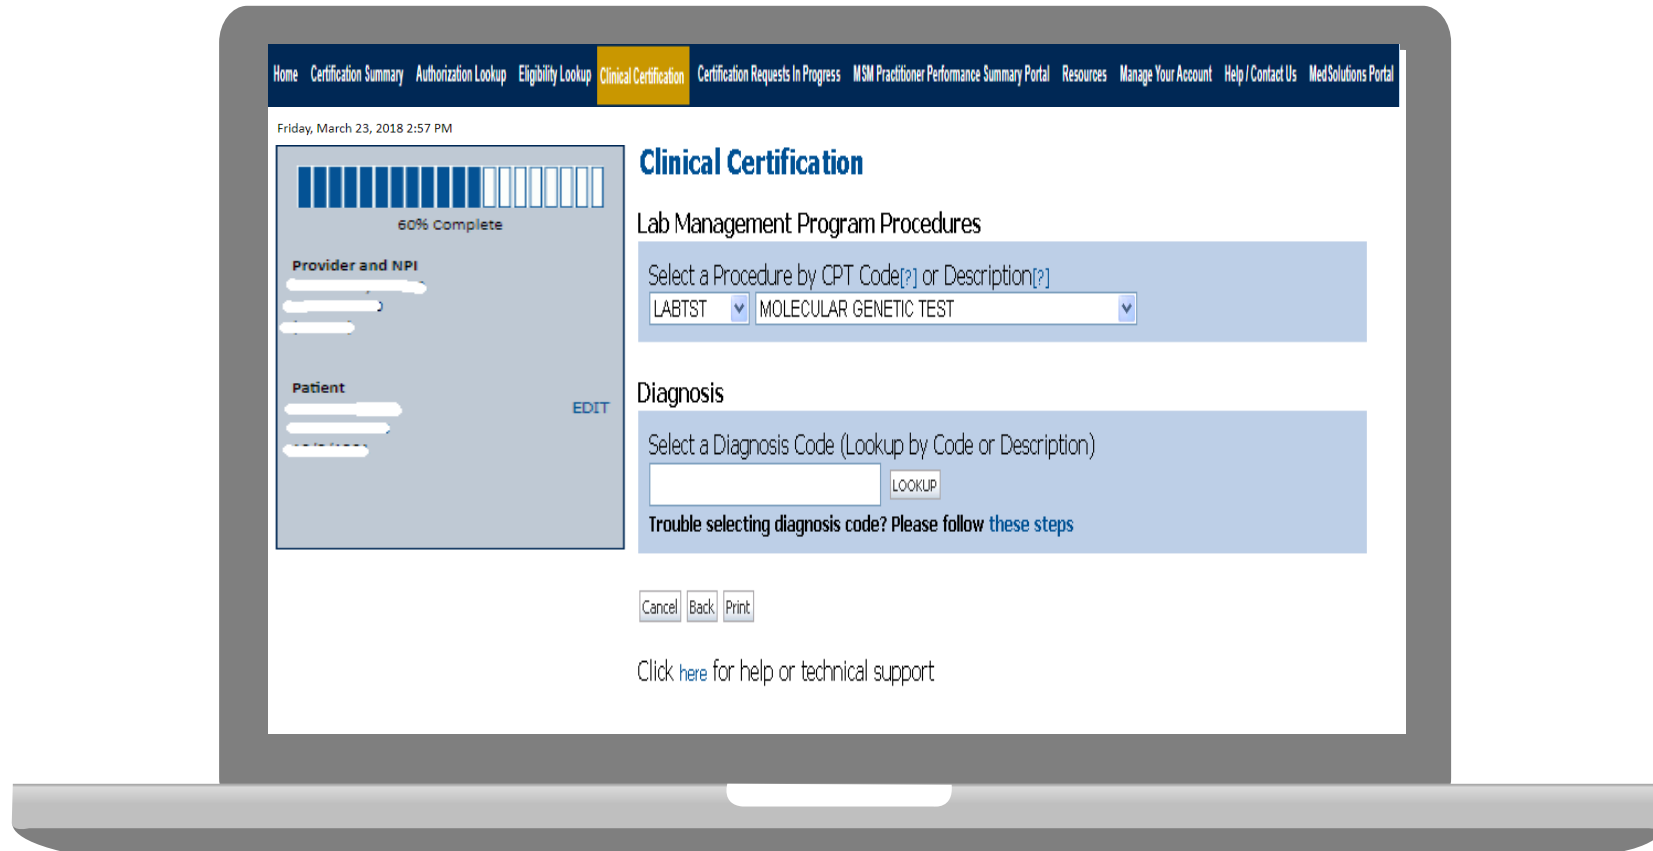 Home Certification Summary Authorization Lookup Eligibility Lookup Clinical Certification Certification Requests In Progress MSM Practitioner Performance Summary Portal Resources Manage Your Account Help / Contact Us MedSolutions Portal
Friday, March 23, 2018 2:57 PM
60% Complete
Provider and NPI
Patient
EDIT
Clinical Certification
Lab Management Program Procedures
Select a Procedure by CPT Code[?] or Description[?]
LABTST MOLECULAR GENETIC TEST
Diagnosis
Select a Diagnosis Code (Lookup by Code or Description)
LOOKUP
Trouble selecting diagnosis code? Please follow these steps
Cancel Back Print
Click here for help or technical support